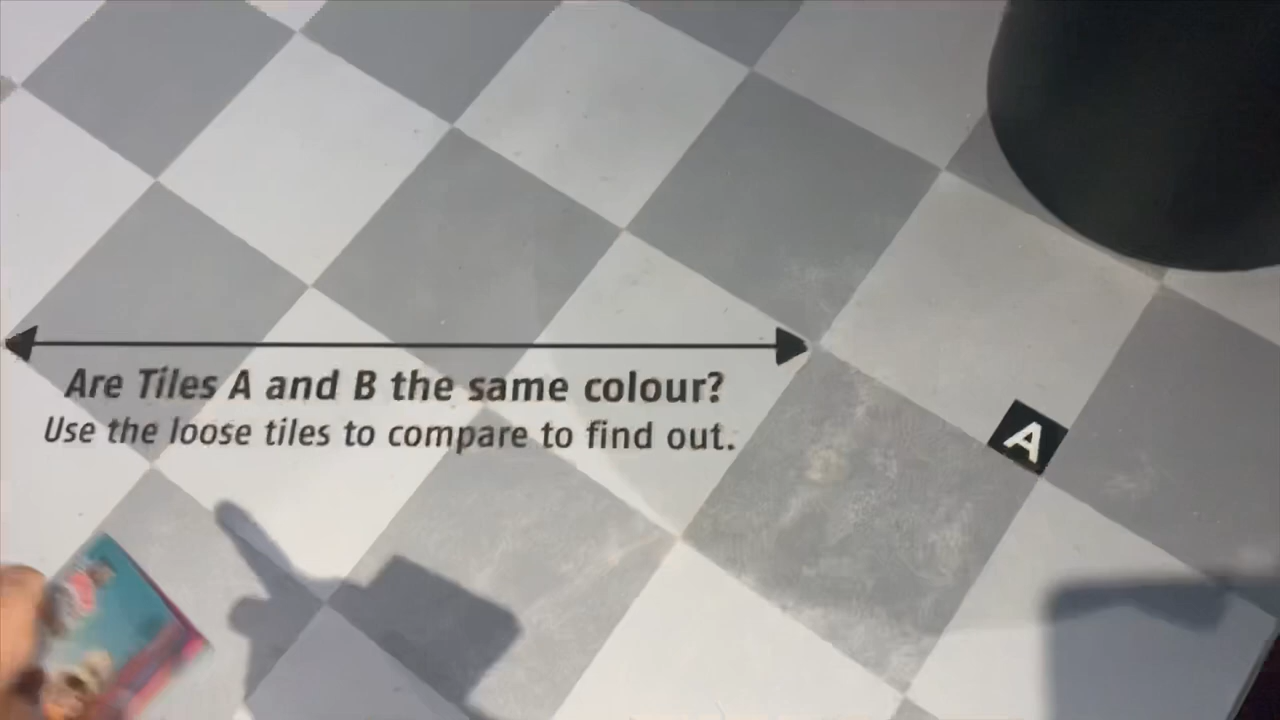 Are Tiles A and B the same colour?
Use the loose tiles to compare to find out.
A